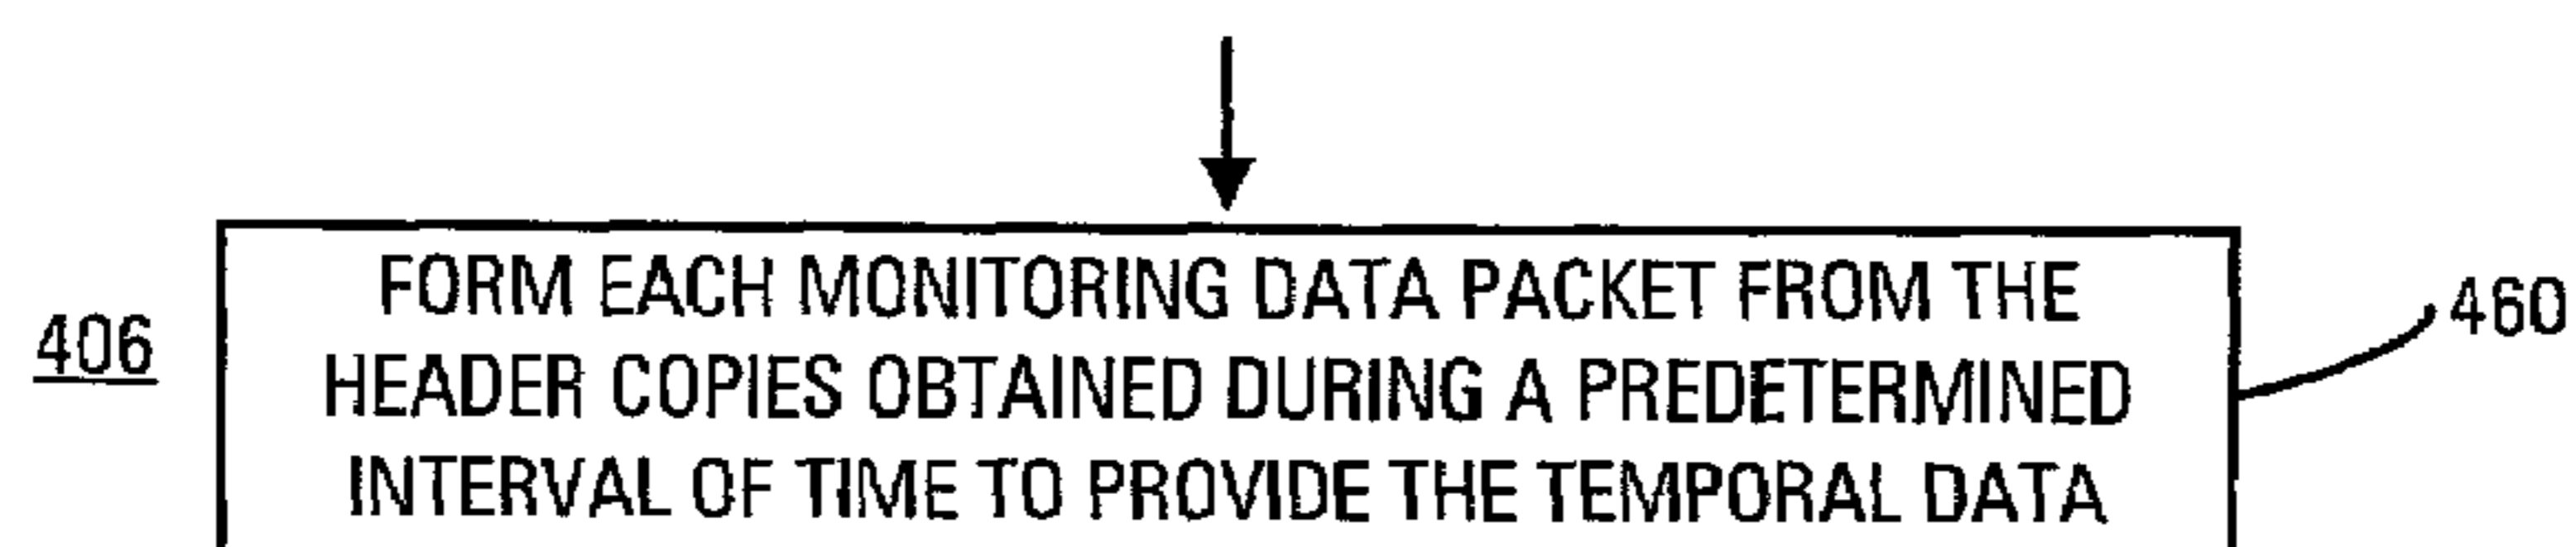 FORM EACH MONITORING DATA PACKET FROM THE
406
460
HEADER COPIES OBTAINED DURING A PREDETERMINED
INTERVAL OF TIME TO PROVIDE THE TEMPORAL DATA